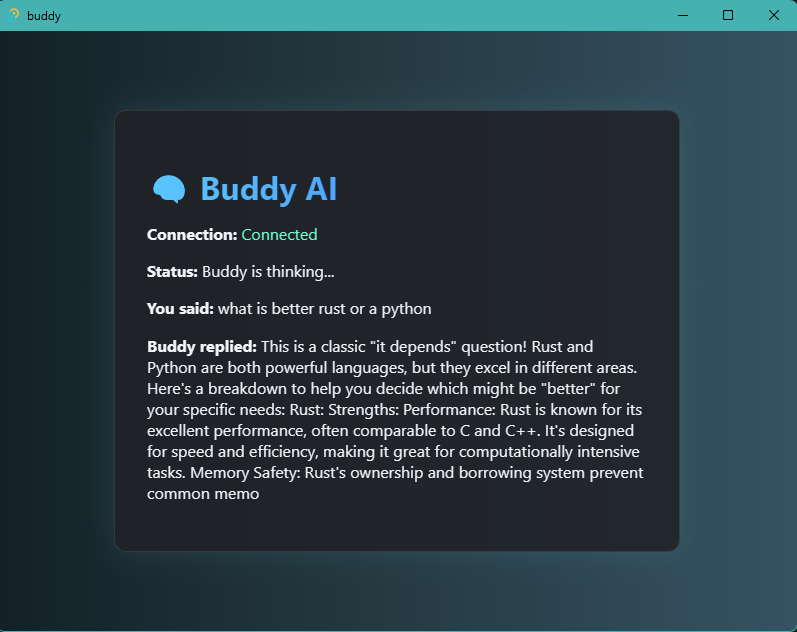 buddy
Buddy AI
Connection: Connected
Status: Buddy is thinking...
You said: what is better rust or a python
Buddy replied: This is a classic "it depends" question! Rust and
Python are both powerful languages, but they excel in different areas.
Here's a breakdown to help you decide which might be "better" for
your specific needs: Rust: Strengths: Performance: Rust is known for its
excellent performance, often comparable to C and C++. It's designed
for speed and efficiency, making it great for computationally intensive
tasks. Memory Safety: Rust's ownership and borrowing system prevent
common memo